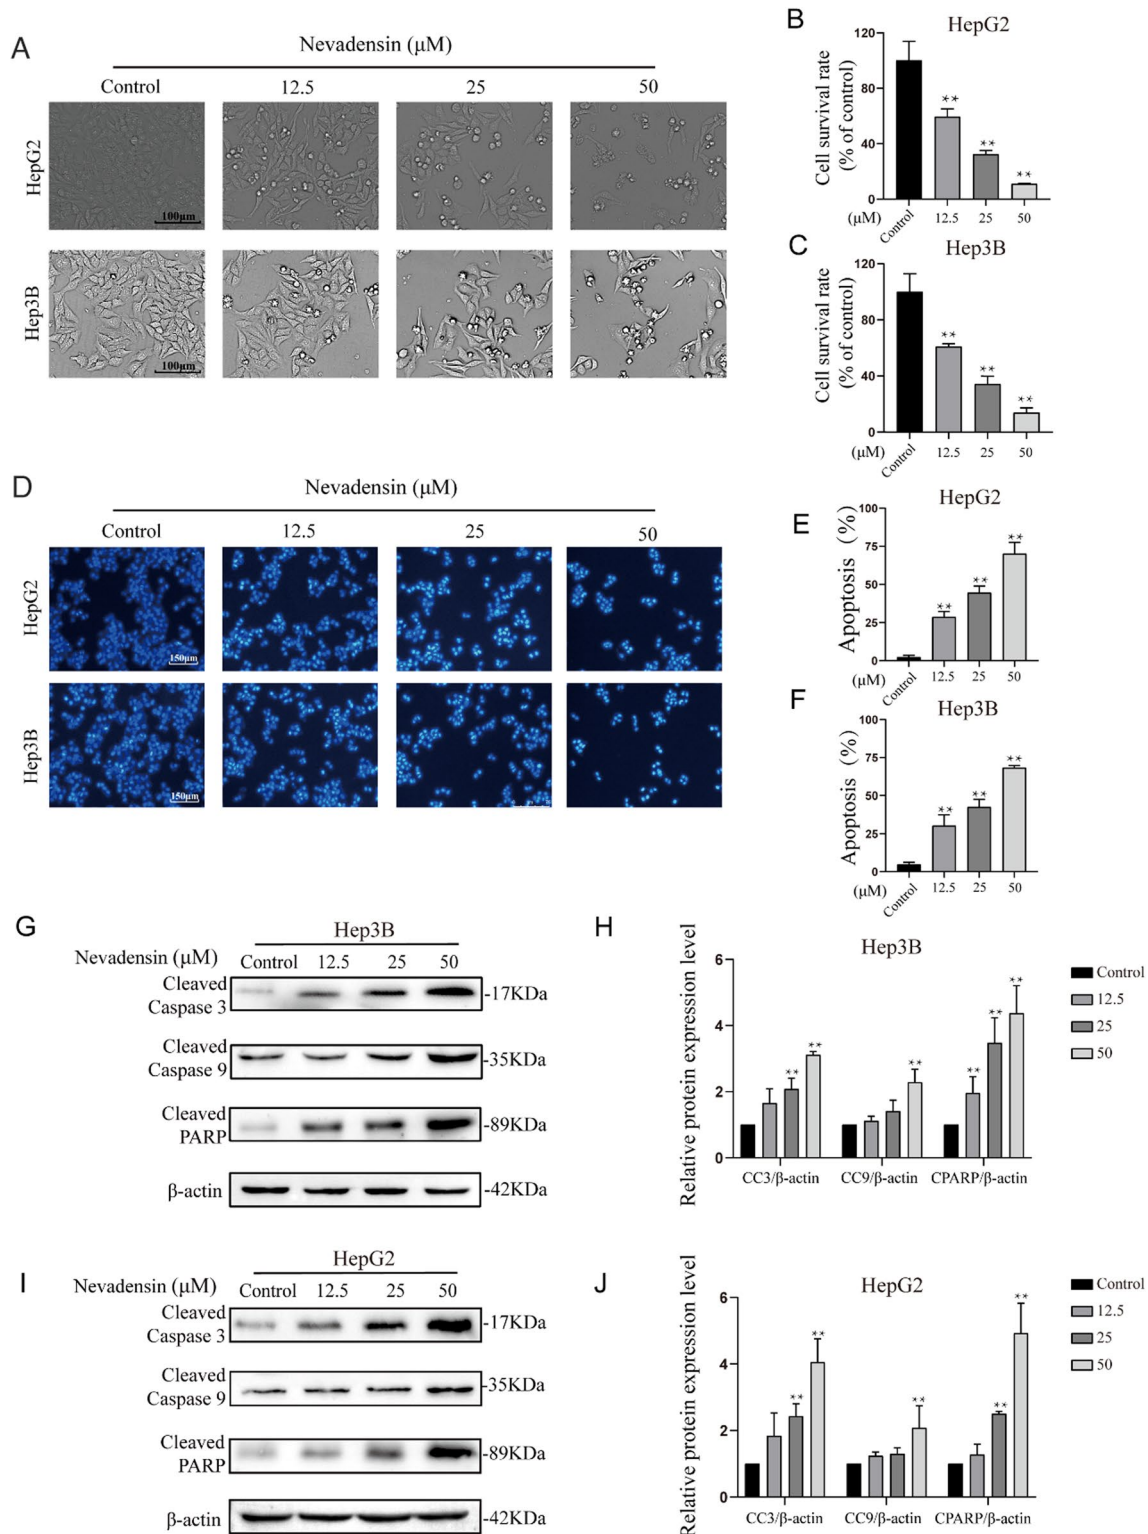 A
Nevadensin (μM)
Control 12.5 25 50
HepG2
100μm
Hep3B
100μm
B
HepG2
Cell survival rate
(% of control)
120
80
40
0
**
**
**
(μM)
Control 12.5 25 50
C
Hep3B
Cell survival rate
(% of control)
120
80
40
0
**
**
**
(μM)
Control 12.5 25 50
D
Nevadensin (μM)
Control 12.5 25 50
HepG2
150μm
Hep3B
150μm
E
HepG2
Apoptosis (%)
100
75
50
25
0
**
**
**
(μM)
Control 12.5 25 50
F
Hep3B
Apoptosis (%)
100
75
50
25
0
**
**
**
(μM)
Control 12.5 25 50
G
Hep3B
Nevadensin (μM) Control 12.5 25 50
Cleaved
Caspase 3
-17KDa
Cleaved
Caspase 9
-35KDa
Cleaved
PARP
-89KDa
β-actin
-42KDa
H
Hep3B
Relative protein expression level
6
4
2
0
**
**
**
**
**
**
CC3/β-actin CC9/β-actin CPARP/β-actin
Control
12.5
25
50
I
HepG2
Nevadensin (μM) Control 12.5 25 50
Cleaved
Caspase 3
-17KDa
Cleaved
Caspase 9
-35KDa
Cleaved
PARP
-89KDa
β-actin
-42KDa
J
HepG2
Relative protein expression level
6
4
2
0
**
**
**
**
**
CC3/β-actin CC9/β-actin CPARP/β-actin
Control
12.5
25
50